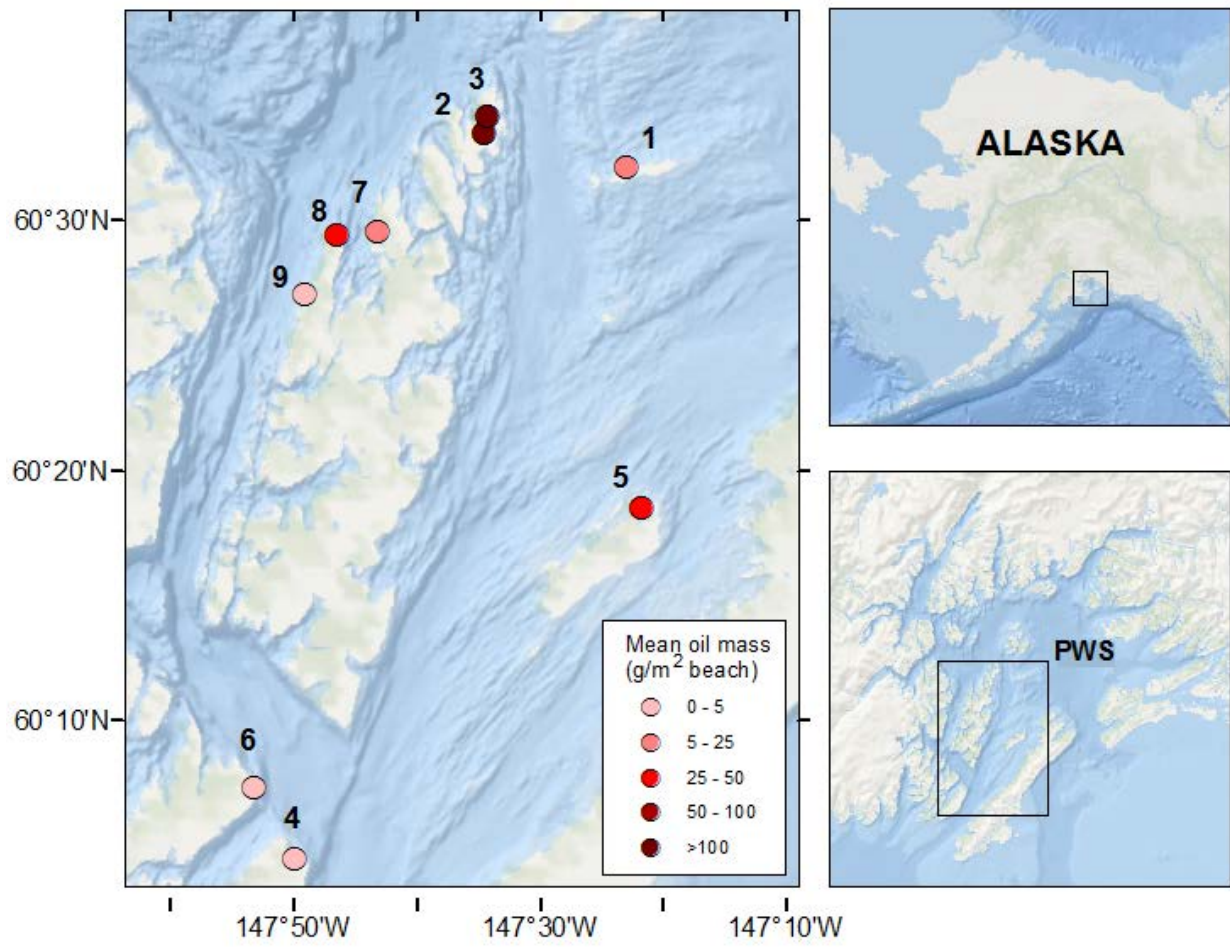 3
2
1
7
8
9
5
6
4
60°30'N
60°20'N
60°10'N
147°50'W
147°30'W
147°10'W
Mean oil mass
(g/m² beach)
0 - 5
5 - 25
25 - 50
50 - 100
>100
ALASKA
PWS